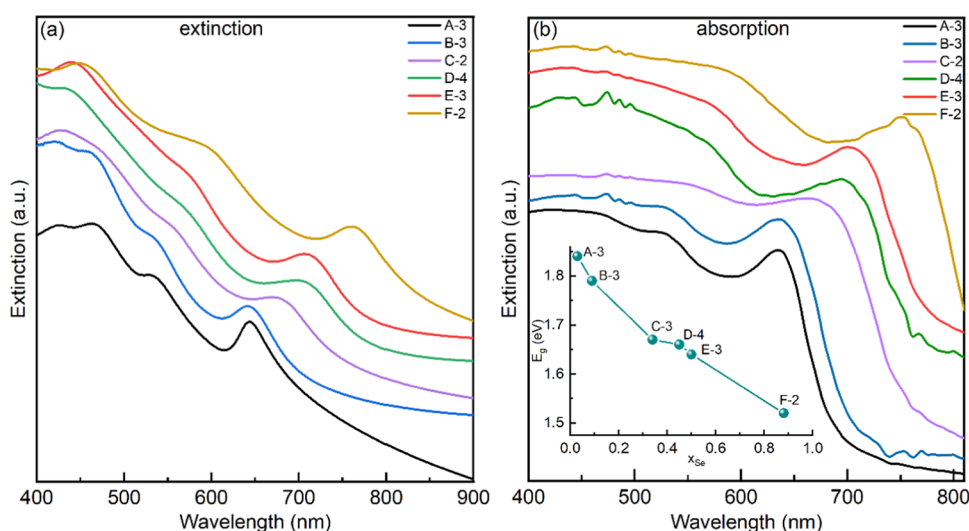 (a) extinction
A-3
B-3
C-2
D-4
E-3
F-2
Extinction (a.u.)
400 500 600 700 800 900
Wavelength (nm)
(b) absorption
A-3
B-3
C-2
D-4
E-3
F-2
Extinction (a.u.)
400 500 600 700 800
Wavelength (nm)
A-3
B-3
C-3
D-4
E-3
F-2
1.8
1.7
1.6
1.5
Eg (eV)
0.0 0.2 0.4 0.6 0.8 1.0
xSe